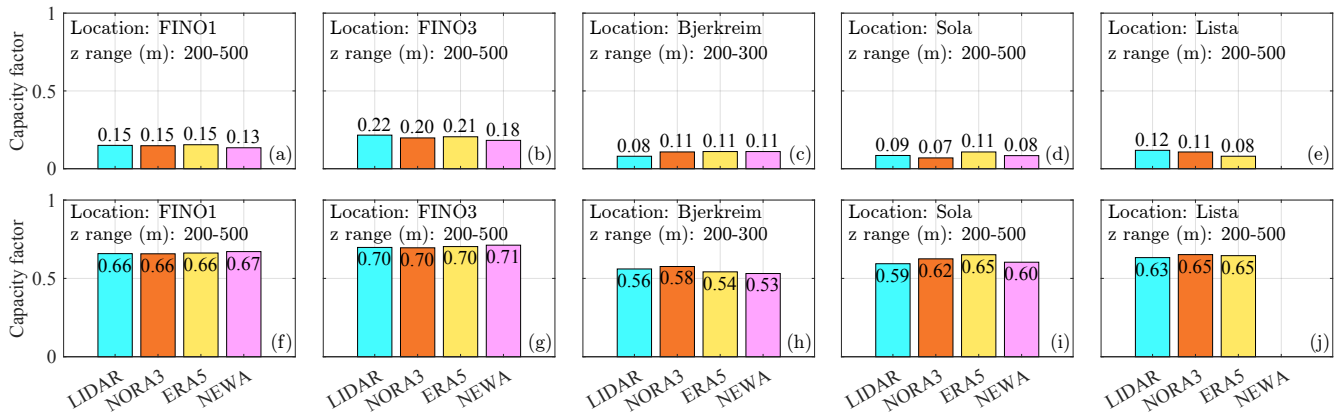 1
0.5
0
Capacity factor
Location: FINO1
z range (m): 200-500
0.15 0.15 0.15 0.13
(a)
Location: FINO3
z range (m): 200-500
0.22 0.20 0.21 0.18
(b)
Location: Bjerkreim
z range (m): 200-300
0.08 0.11 0.11 0.11
(c)
Location: Sola
z range (m): 200-500
0.09 0.07 0.11 0.08
(d)
Location: Lista
z range (m): 200-500
0.12 0.11 0.08
(e)
1
0.5
0
Capacity factor
Location: FINO1
z range (m): 200-500
0.66 0.66 0.66 0.67
(f)
LIDAR NORA3 ERA5 NEWA
Location: FINO3
z range (m): 200-500
0.70 0.70 0.70 0.71
(g)
LIDAR NORA3 ERA5 NEWA
Location: Bjerkreim
z range (m): 200-300
0.56 0.58 0.54 0.53
(h)
LIDAR NORA3 ERA5 NEWA
Location: Sola
z range (m): 200-500
0.59 0.62 0.65 0.60
(i)
LIDAR NORA3 ERA5 NEWA
Location: Lista
z range (m): 200-500
0.63 0.65 0.65
(j)
LIDAR NORA3 ERA5 NEWA